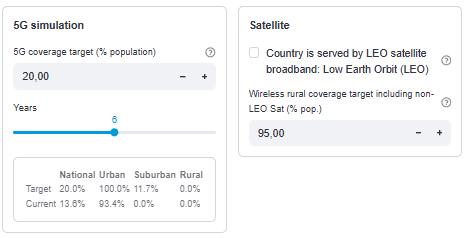 5G simulation
5G coverage target (% population)
20,00
Years
6
National Urban Suburban Rural
Target 20.0% 100.0% 11.7% 0.0%
Current 13.6% 93.4% 0.0% 0.0%
Satellite
Country is served by LEO satellite
broadband: Low Earth Orbit (LEO)
Wireless rural coverage target including non-
LEO Sat (% pop.)
95,00